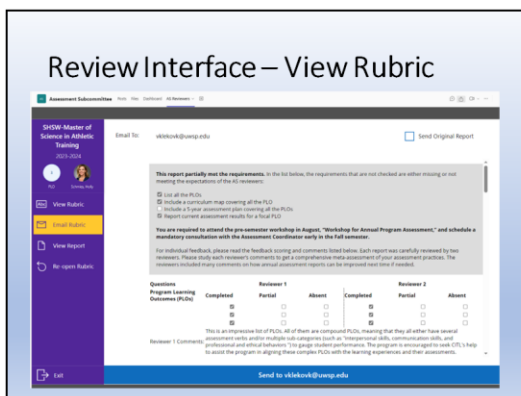 Review Interface – View Rubric
Assessment Subcommittee Posts Files Dashboard AS Reviewers
SHSW-Master of
Science in Athletic
Training
2023-2024
PLO
View Rubric
Email Rubric
View Report
Re-open Rubric
Exit
Email To: vklekovk@uwsp.edu
Send Original Report
This report partially met the requirements. In the list below, the requirements that are not checked are either missing or not
meeting the expectations of the AS reviewers:
List all the PLOs
Include a curriculum map covering all the PLO
Include a 5-year assessment plan covering all the PLOs
Report current assessment results for a focal PLO
You are required to attend the pre-semester workshop in August, "Workshop for Annual Program Assessment," and schedule a
mandatory consultation with the Assessment Coordinator early in the Fall semester.
For individual feedback, please read the feedback scoring and comments listed below. Each report was carefully reviewed by two
reviewers. Please study each reviewer's comments to get a comprehensive meta-assessment of your assessment practices. The
reviewers included many comments on how annual assessment reports can be improved next time if needed.
Questions Reviewer 1 Reviewer 2
Program Learning
Outcomes (PLOs)
Completed Partial Absent Completed Partial Absent
Reviewer 1 Comments
This is an impressive list of PLOs. All of them are compound PLOs, meaning that they all either have several
assessment verbs and/or multiple sub-categories (such as "interpersonal skills, communication skills, and
professional and ethical behaviors") to gauge student performance. The program is encouraged to seek CITL's help
to assist the program in aligning these complex PLOs with the learning experiences and their assessments.
Send to vklekovk@uwsp.edu